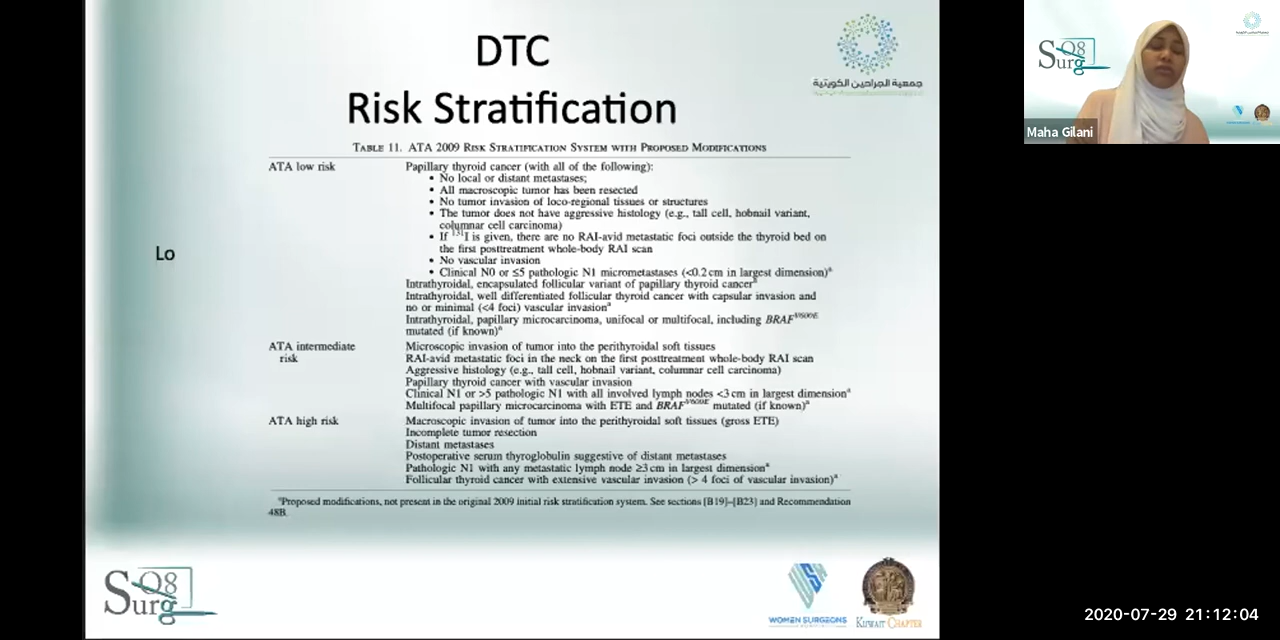 DTC
Risk Stratification
جمعية الجراحين الكويتية
TABLE 11. ATA 2009 RISK STRATIFICATION SYSTEM WITH PROPOSED MODIFICATIONS
ATA low risk
Papillary thyroid cancer (with all of the following):
• No local or distant metastases;
• All macroscopic tumor has been resected
• No tumor invasion of loco-regional tissues or structures
• The tumor does not have aggressive histology (e.g., tall cell, hobnail variant,
columnar cell carcinoma)
• If 131I is given, there are no RAI-avid metastatic foci outside the thyroid bed on
the first posttreatment whole-body RAI scan
• No vascular invasion
• Clinical N0 or ≤5 pathologic N1 micrometastases (<0.2 cm in largest dimension)a
Intrathyroidal, encapsulated follicular variant of papillary thyroid cancera
Intrathyroidal, well differentiated follicular thyroid cancer with capsular invasion and
no or minimal (<4 foci) vascular invasiona
Intrathyroidal, papillary microcarcinoma, unifocal or multifocal, including BRAFV600E
mutated (if known)a
ATA intermediate
risk
Microscopic invasion of tumor into the perithyroidal soft tissues
RAI-avid metastatic foci in the neck on the first posttreatment whole-body RAI scan
Aggressive histology (e.g., tall cell, hobnail variant, columnar cell carcinoma)
Papillary thyroid cancer with vascular invasion
Clinical N1 or >5 pathologic N1 with all involved lymph nodes <3 cm in largest dimensiona
Multifocal papillary microcarcinoma with ETE and BRAFV600E mutated (if known)a
ATA high risk
Macroscopic invasion of tumor into the perithyroidal soft tissues (gross ETE)
Incomplete tumor resection
Distant metastases
Postoperative serum thyroglobulin suggestive of distant metastases
Pathologic N1 with any metastatic lymph node ≥3 cm in largest dimensiona
Follicular thyroid cancer with extensive vascular invasion (> 4 foci of vascular invasion)a
aProposed modifications, not present in the original 2009 initial risk stratification system. See sections [B19]–[B23] and Recommendation
48B.
Lo
Q8
Surg
WOMEN SURGEONS
KUWAIT CHAPTER
Q8
Surg
Maha Gilani
2020-07-29 21:12:04